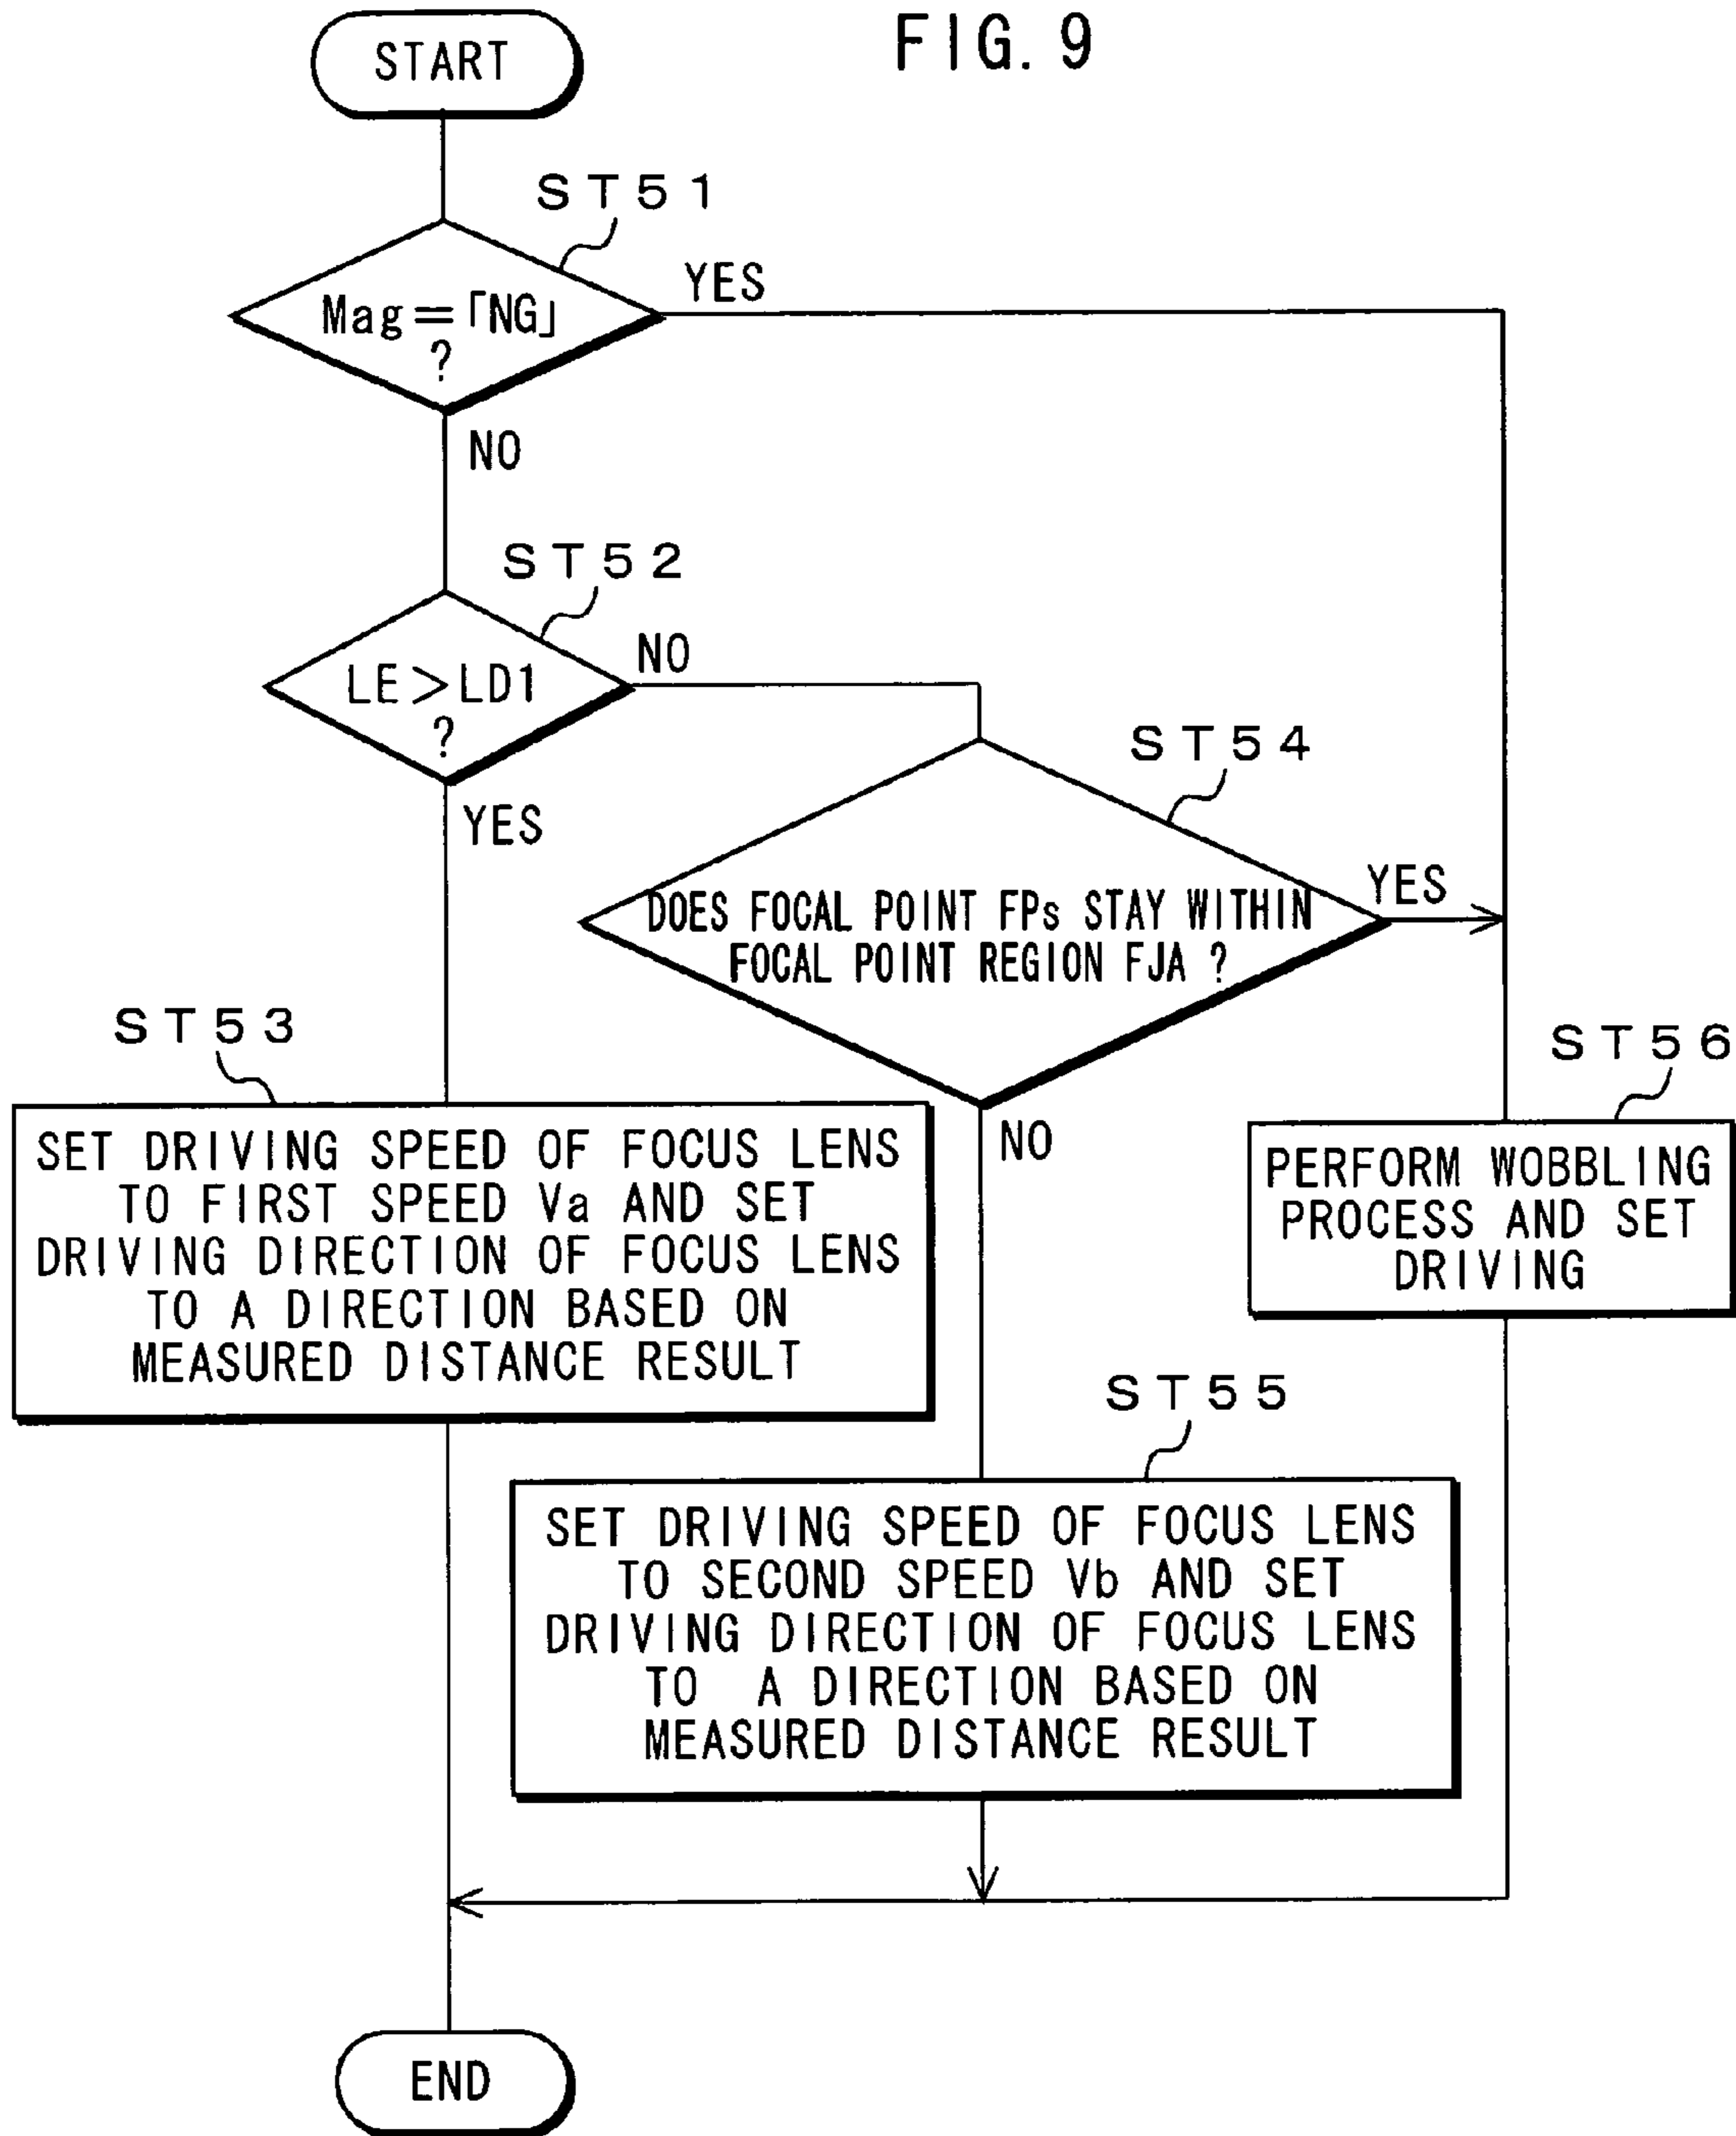 FIG. 9
START
ST51
Mag=「NG」
?
YES
NO
ST52
LE>LD1
?
NO
YES
ST54
DOES FOCAL POINT FPs STAY WITHIN
FOCAL POINT REGION FJA ?
YES
NO
ST53
SET DRIVING SPEED OF FOCUS LENS
TO FIRST SPEED Va AND SET
DRIVING DIRECTION OF FOCUS LENS
TO A DIRECTION BASED ON
MEASURED DISTANCE RESULT
ST56
PERFORM WOBBLING
PROCESS AND SET
DRIVING
ST55
SET DRIVING SPEED OF FOCUS LENS
TO SECOND SPEED Vb AND SET
DRIVING DIRECTION OF FOCUS LENS
TO A DIRECTION BASED ON
MEASURED DISTANCE RESULT
END